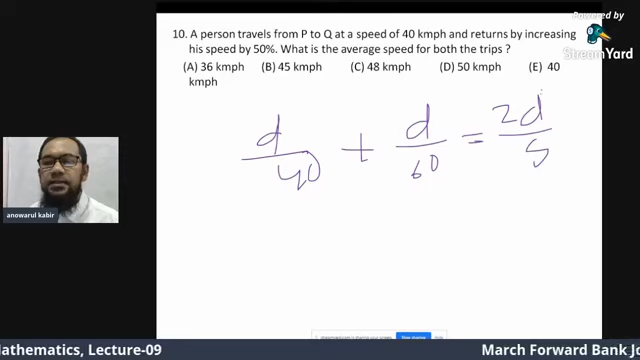 Powered by
StreamYard
10. A person travels from P to Q at a speed of 40 kmph and returns by increasing
his speed by 50%. What is the average speed for both the trips ?
(A) 36 kmph (B) 45 kmph (C) 48 kmph (D) 50 kmph (E) 40
kmph
d/40 + d/60 = 2d/S
anowarul kabir
Mathematics, Lecture-09
March Forward Bank Jo